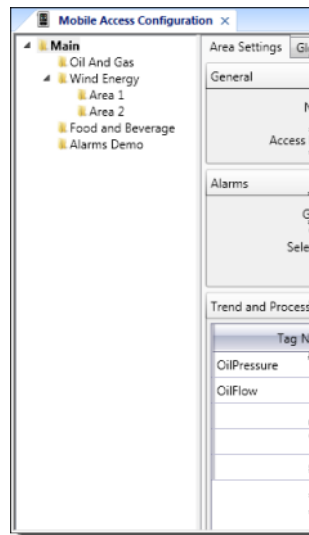 Mobile Access Configuration ×
Main
Oil And Gas
Wind Energy
Area 1
Area 2
Food and Beverage
Alarms Demo
Area Settings
General
Access
Alarms
Trend and Process
Tag N
OilPressure
OilFlow